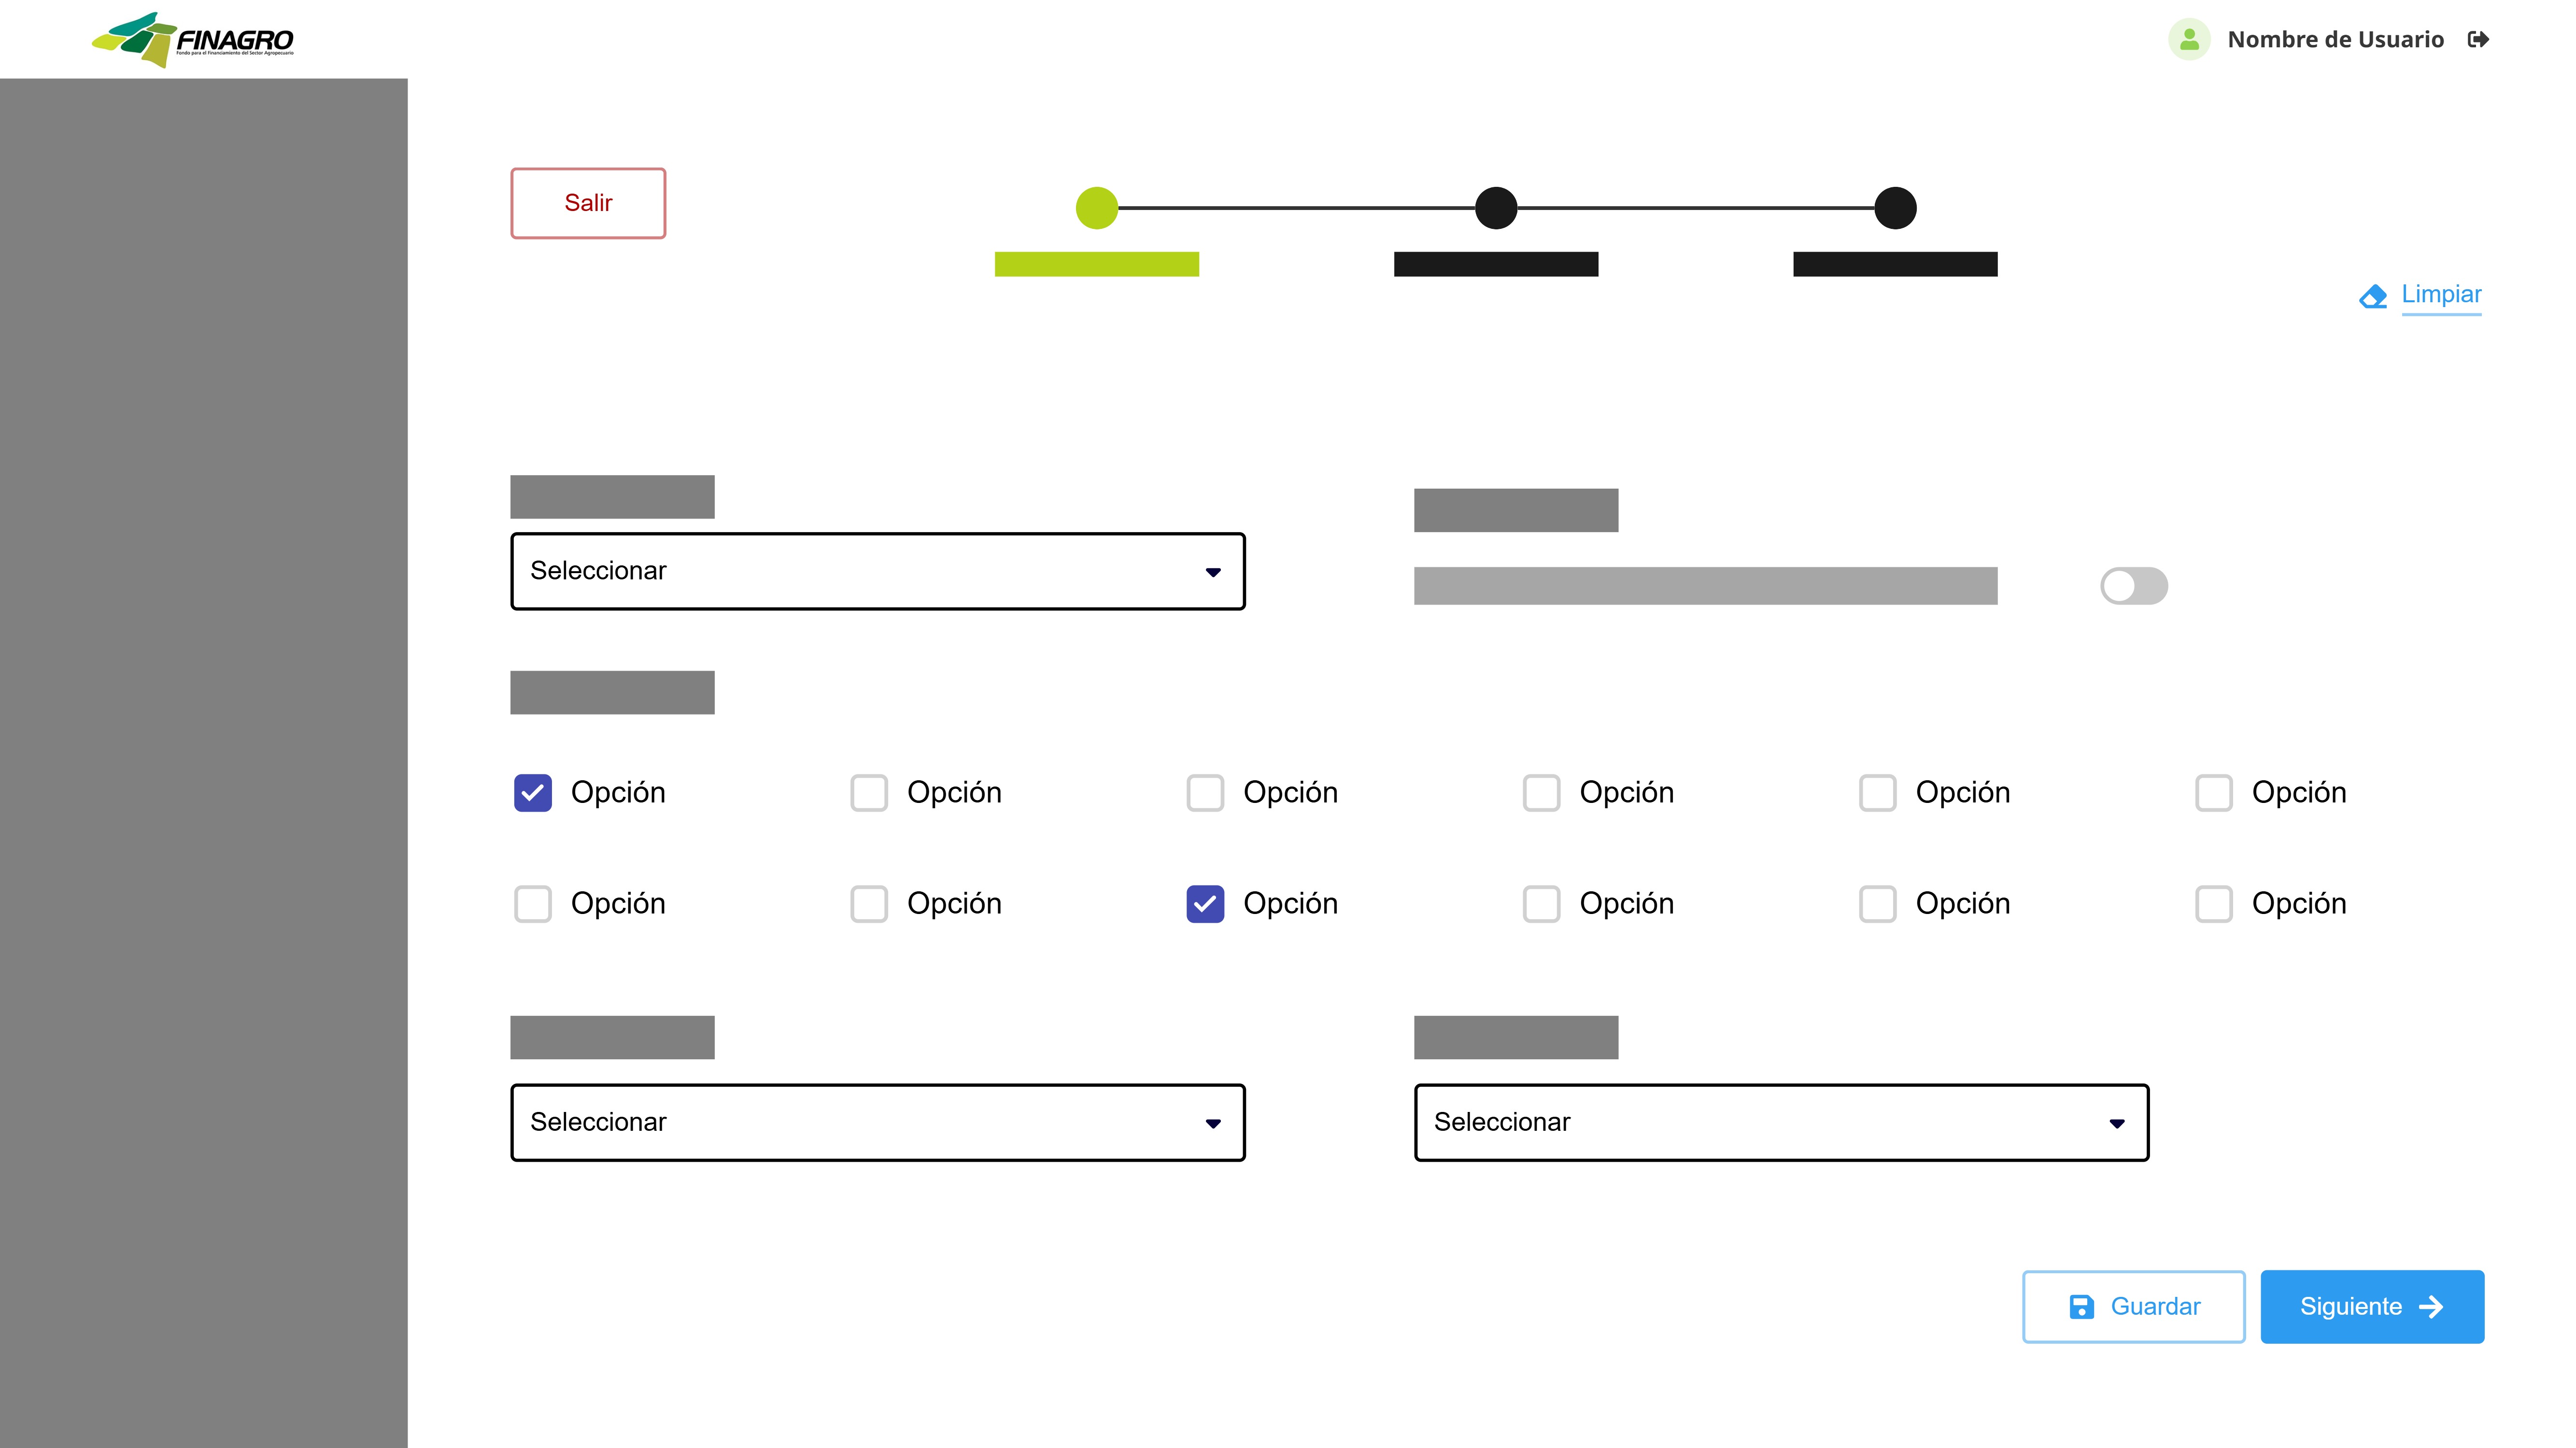 FINAGRO
Fondo para el Financiamiento del Sector Agropecuario
Nombre de Usuario
Salir
Limpiar
Seleccionar
Opción Opción Opción Opción Opción Opción
Opción Opción Opción Opción Opción Opción
Seleccionar Seleccionar
Guardar Siguiente